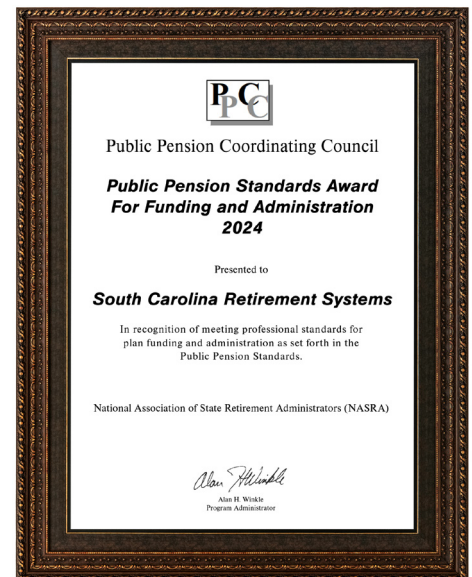 PPCC
Public Pension Coordinating Council
Public Pension Standards Award
For Funding and Administration
2024
Presented to
South Carolina Retirement Systems
In recognition of meeting professional standards for
plan funding and administration as set forth in the
Public Pension Standards.
National Association of State Retirement Administrators (NASRA)
Alan H Winkle
Alan H. Winkle
Program Administrator